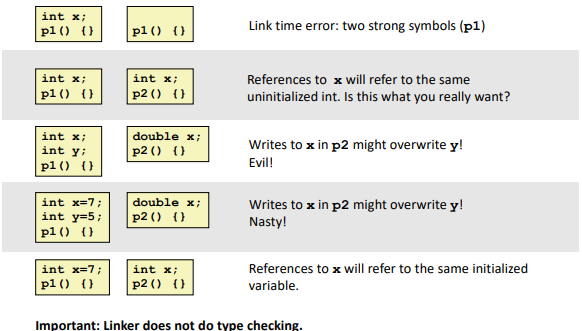 int x;
p1() {}
p1() {}
Link time error: two strong symbols (p1)
int x;
p1() {}
int x;
p2() {}
References to x will refer to the same
uninitialized int. Is this what you really want?
int x;
int y;
p1() {}
double x;
p2() {}
Writes to x in p2 might overwrite y!
Evil!
int x=7;
int y=5;
p1() {}
double x;
p2() {}
Writes to x in p2 might overwrite y!
Nasty!
int x=7;
p1() {}
int x;
p2() {}
References to x will refer to the same initialized
variable.
Important: Linker does not do type checking.